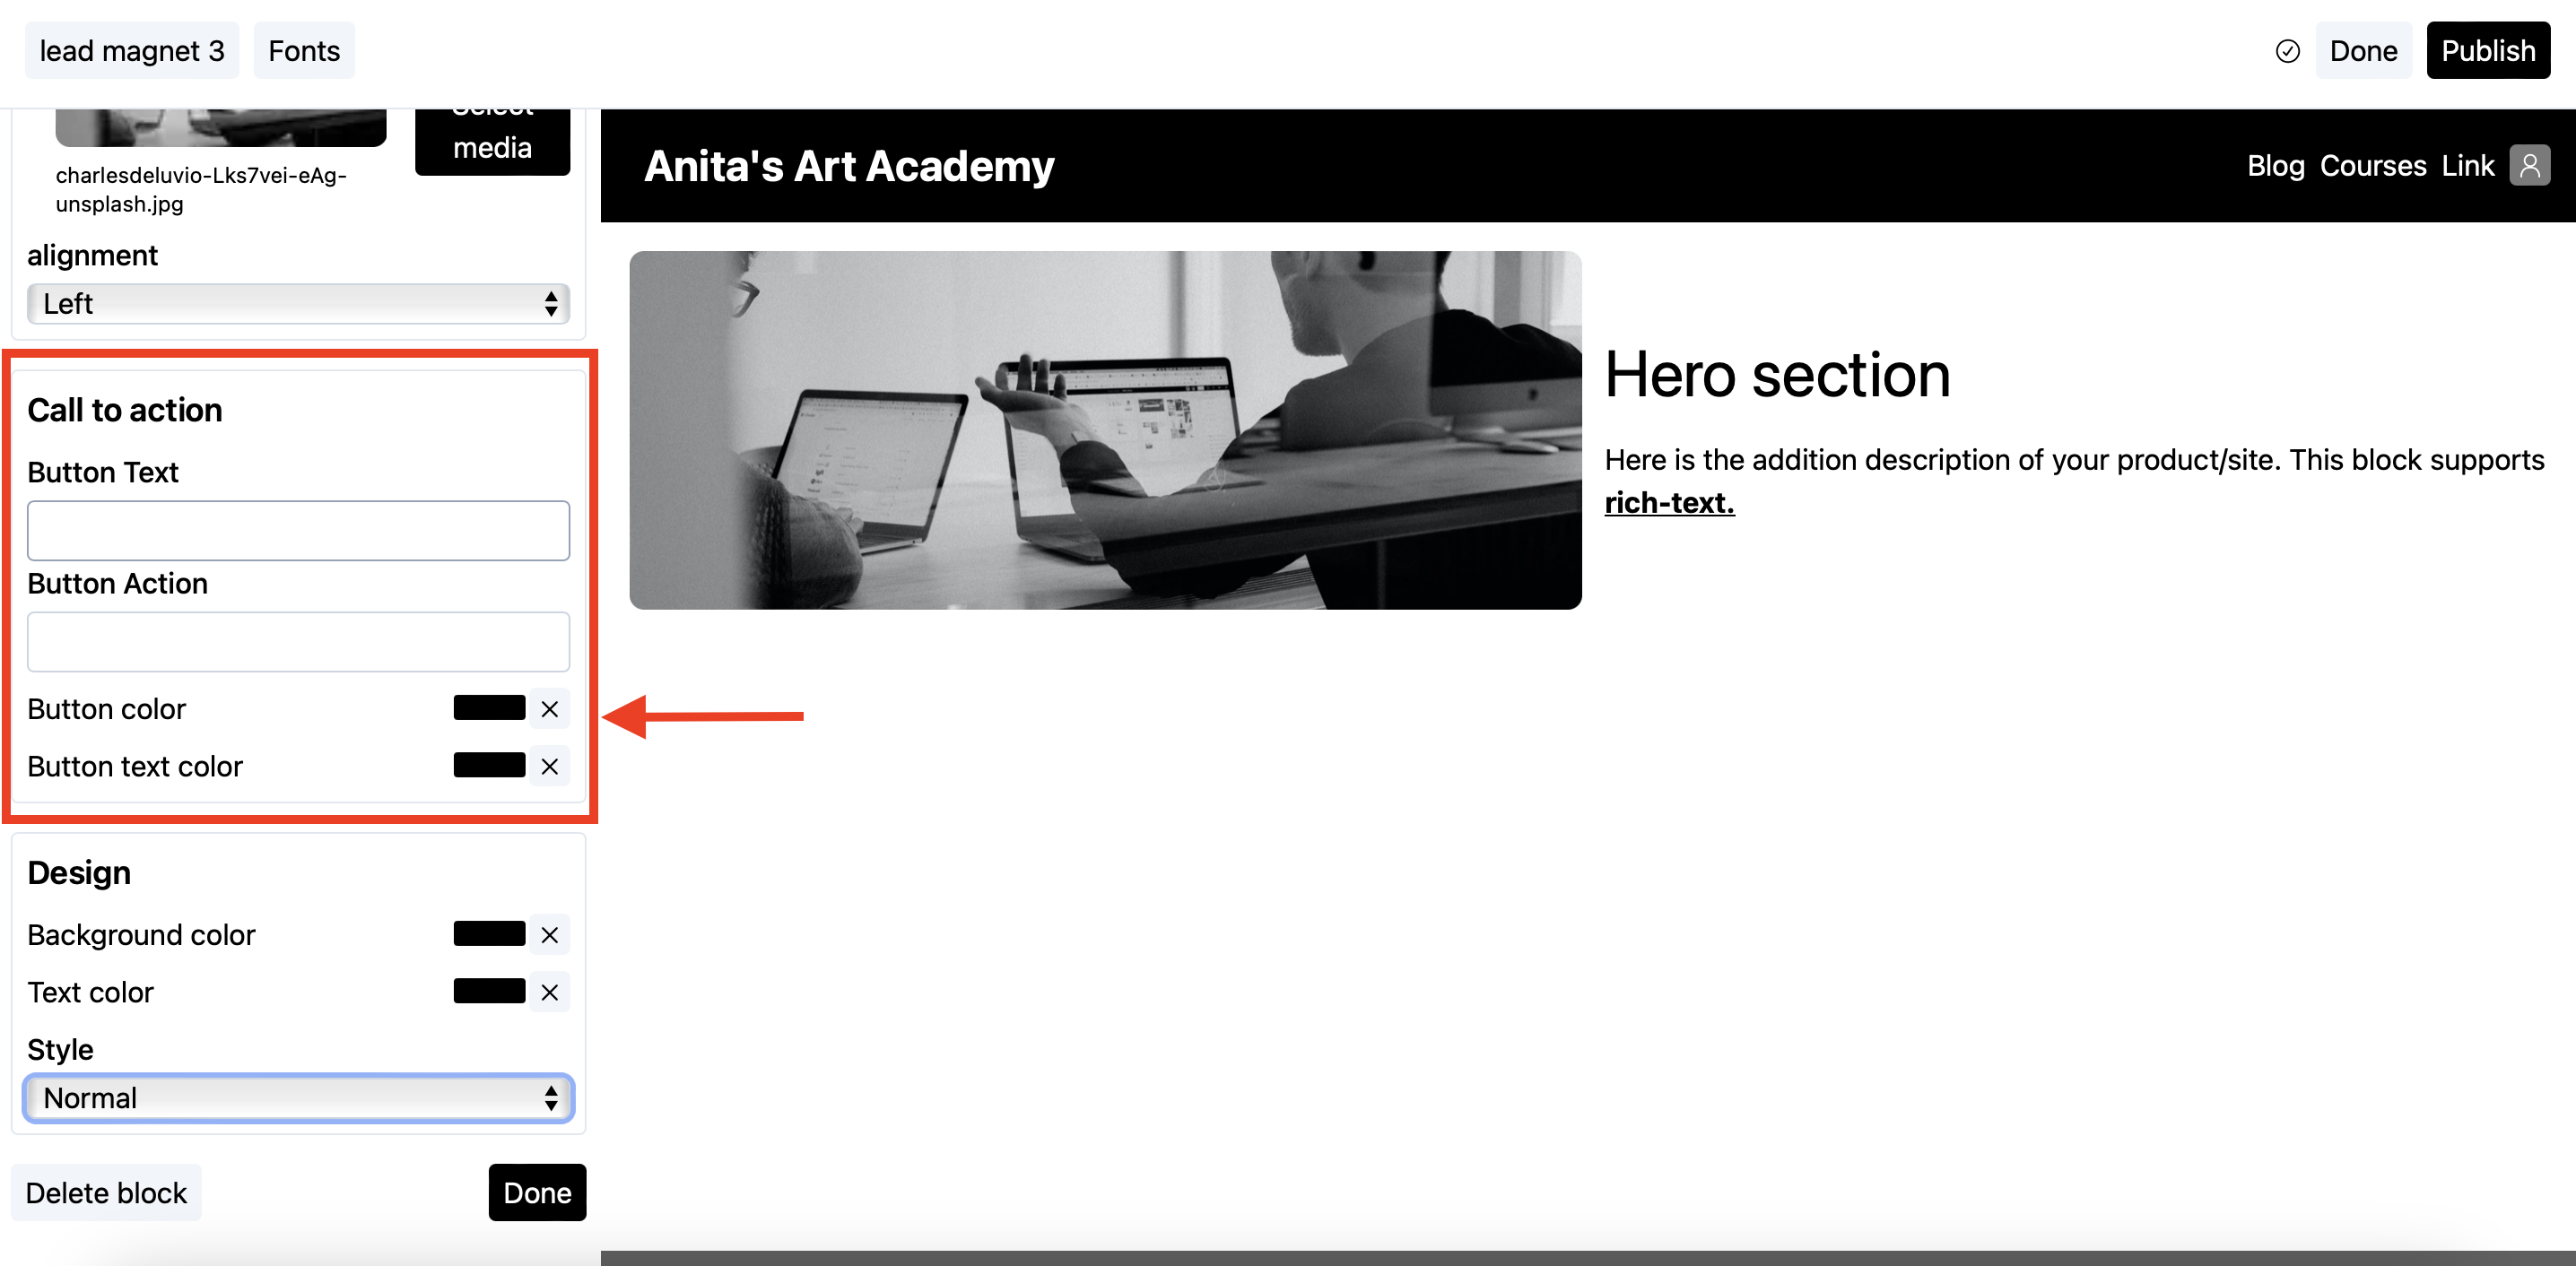 lead magnet 3
Fonts
Done
Publish
Select
media
charlesdeluvio-Lks7vei-eAg-
unsplash.jpg
alignment
Left
Call to action
Button Text
Button Action
Button color
Button text color
Design
Background color
Text color
Style
Normal
Delete block
Done
Anita's Art Academy
Blog
Courses
Link
Hero section
Here is the addition description of your product/site. This block supports
rich-text.